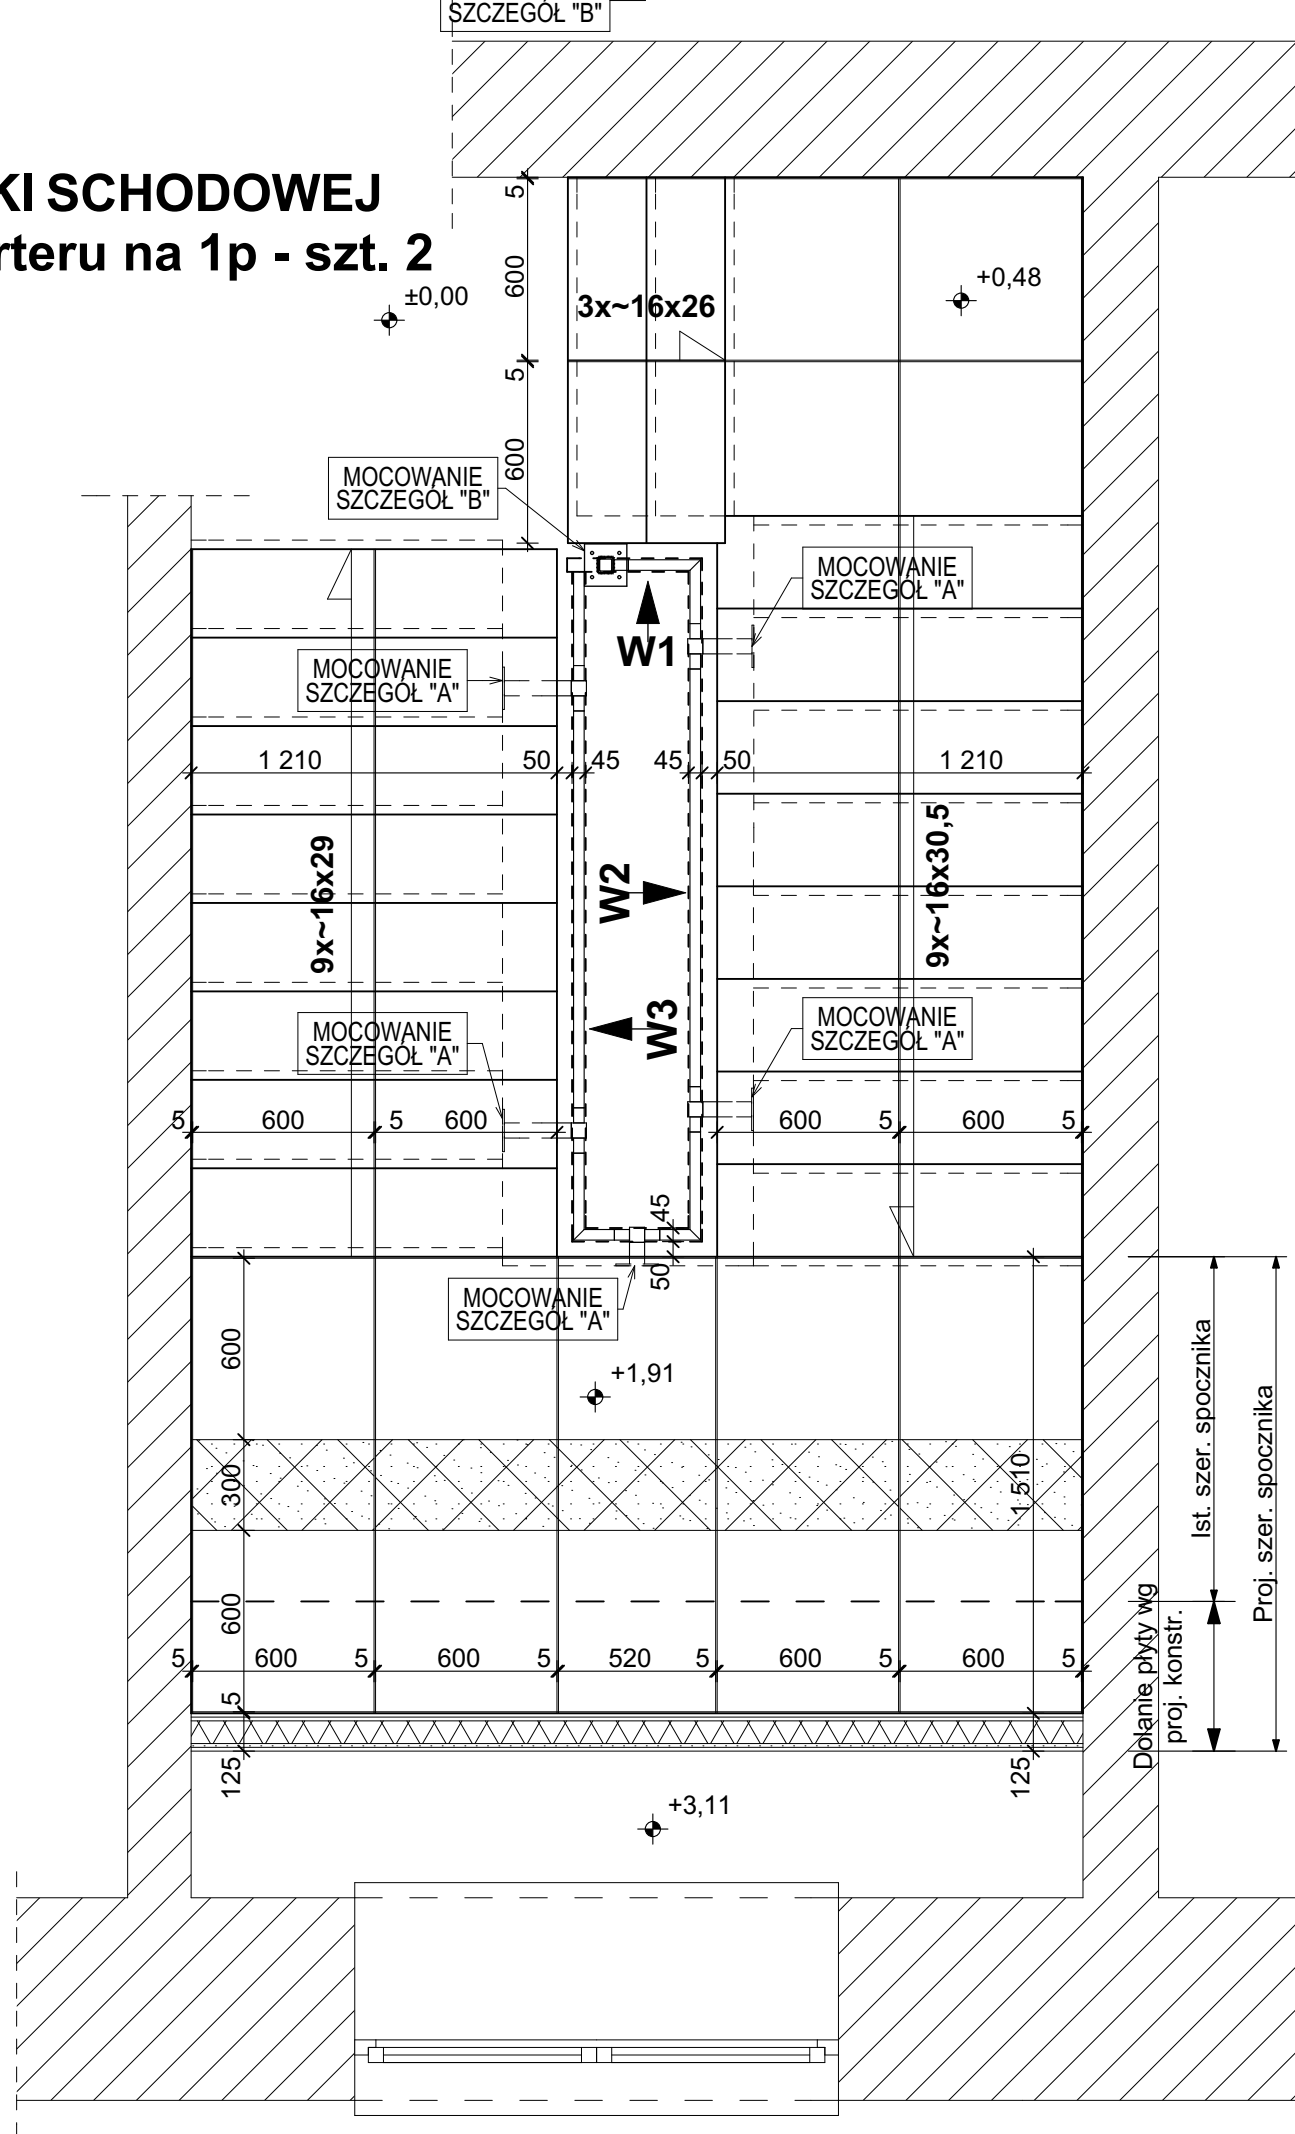 SZCZEGÓŁ "B"
KI SCHODOWEJ
rteru na 1p - szt. 2
±0,00
5
600
5
600
3x~16x26
+0,48
MOCOWANIE
SZCZEGÓŁ "B"
MOCOWANIE
SZCZEGÓŁ "A"
W1
MOCOWANIE
SZCZEGÓŁ "A"
1 210
50
45
45
50
1 210
9x~16x29
W2
9x~16x30,5
W3
MOCOWANIE
SZCZEGÓŁ "A"
MOCOWANIE
SZCZEGÓŁ "A"
5
600
5
600
600
5
600
5
45
50
MOCOWANIE
SZCZEGÓŁ "A"
600
+1,91
300
1 510
600
Ist. szer. spocznika
Proj. szer. spocznika
Dolanie płyty wg
proj. konstr.
5
600
5
600
5
520
5
600
5
600
5
5
125
125
+3,11